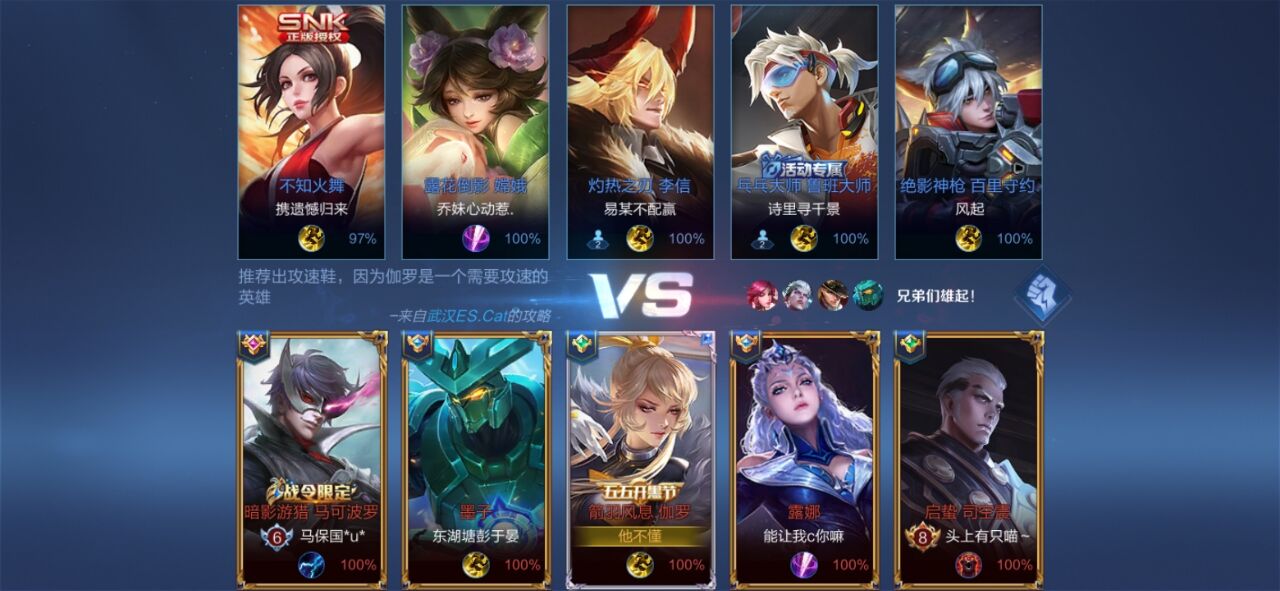 SNK
正版授权
活动专属
不知火舞
露花倒影 嫦娥
灼热之刃 李信
乒乓大师 鲁班大师
绝影神枪 百里守约
携遗憾归来
乔妹心动惹.
易某不配赢
诗里寻千景
风起
97%
100%
2
100%
2
100%
100%
推荐出攻速鞋，因为伽罗是一个需要攻速的
英雄
–来自武汉ES.Cat的攻略
VS
兄弟们雄起！
战令限定
五五开黑节
暗影游猎 马可波罗
墨子
箭羽风息 伽罗
露娜
启蛰 司空震
6
马保国*u*
东湖塘彭于晏
他不懂
能让我c你嘛
8
头上有只喵~
100%
100%
100%
100%
100%